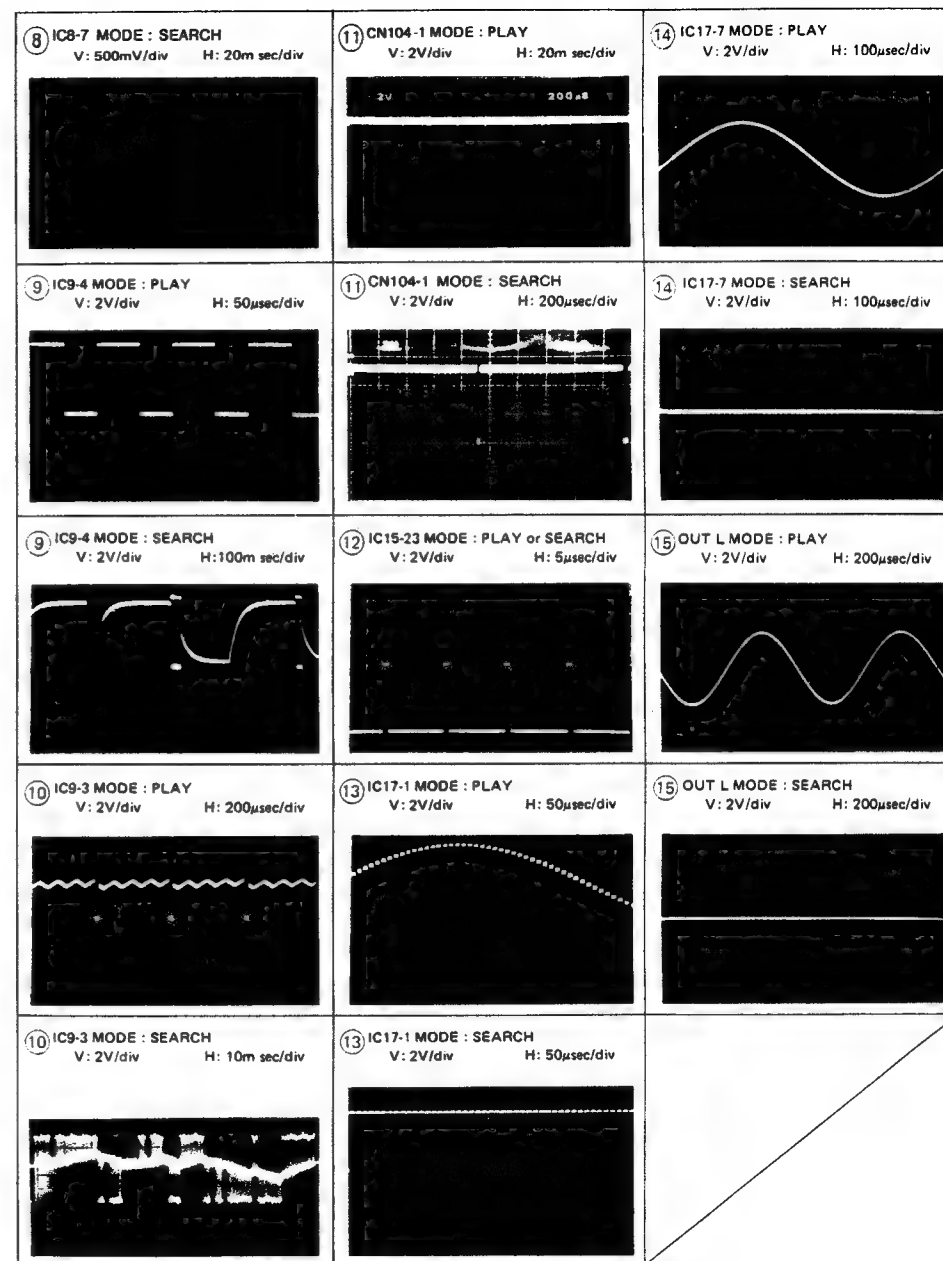 ⑧ IC8-7 MODE : SEARCH
V: 500mV/div H: 20m sec/div
⑪ CN104-1 MODE : PLAY
V: 2V/div H: 20m sec/div
2V 200μs
⑭ IC17-7 MODE : PLAY
V: 2V/div H: 100μsec/div
⑨ IC9-4 MODE : PLAY
V: 2V/div H: 50μsec/div
⑪ CN104-1 MODE : SEARCH
V: 2V/div H: 200μsec/div
⑭ IC17-7 MODE : SEARCH
V: 2V/div H: 100μsec/div
⑨ IC9-4 MODE : SEARCH
V: 2V/div H:100m sec/div
⑫ IC15-23 MODE : PLAY or SEARCH
V: 2V/div H: 5μsec/div
⑮ OUT L MODE : PLAY
V: 2V/div H: 200μsec/div
⑩ IC9-3 MODE : PLAY
V: 2V/div H: 200μsec/div
⑬ IC17-1 MODE : PLAY
V: 2V/div H: 50μsec/div
⑮ OUT L MODE : SEARCH
V: 2V/div H: 200μsec/div
⑩ IC9-3 MODE : SEARCH
V: 2V/div H: 10m sec/div
⑬ IC17-1 MODE : SEARCH
V: 2V/div H: 50μsec/div